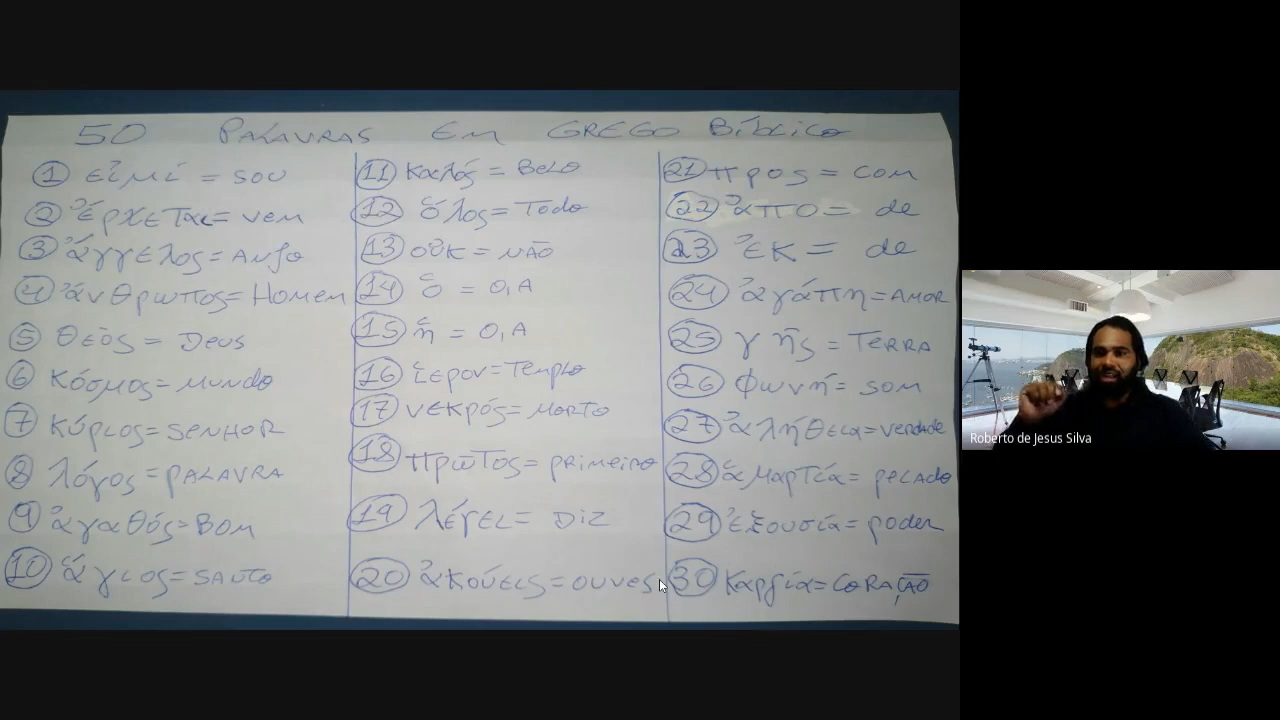 50 PALAVRAS EM GREGO BÍBLICO
1 εἰμί = SOU
2 Ἔρχεται = VEM
3 ἄγγελος = ANJO
4 ἄνθρωπος = HOMEM
5 θεὸς = DEUS
6 κόσμος = MUNDO
7 κύριος = SENHOR
8 λόγος = PALAVRA
9 ἀγαθός = BOM
10 ἅγιος = SANTO
11 καλός = BELO
12 ὅλος = TODO
13 οὐκ = NÃO
14 ὁ = O, A
15 ἡ = O, A
16 ἱερον = TEMPLO
17 νεκρός = MORTO
18 πρῶτος = PRIMEIRO
19 λέγει = DIZ
20 ἀκούεις = OUVES
21 προς = COM
22 ἀπο = de
23 ἐκ = de
24 ἀγάπη = AMOR
25 γῆς = TERRA
26 φωνή = SOM
27 ἀλήθεια = verdade
28 ἁμαρτία = PECADO
29 ἐξουσία = poder
30 καρδία = CORAÇÃO
Roberto de Jesus Silva